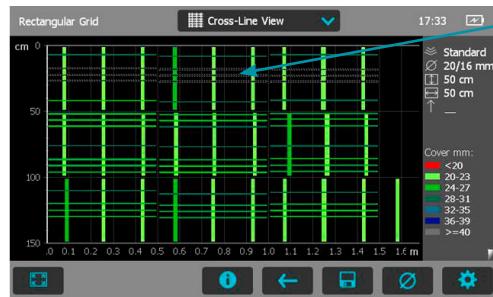 Rectangular Grid
Cross-Line View
17:33
cm 0
50
100
150
.0 0.1 0.2 0.3 0.4 0.5 0.6 0.7 0.8 0.9 1.0 1.1 1.2 1.3 1.4 1.5 1.6 m
Standard
Ø 20/16 mm
50 cm
50 cm
↑ __
Cover mm:
<20
20-23
24-27
28-31
32-35
36-39
>=40